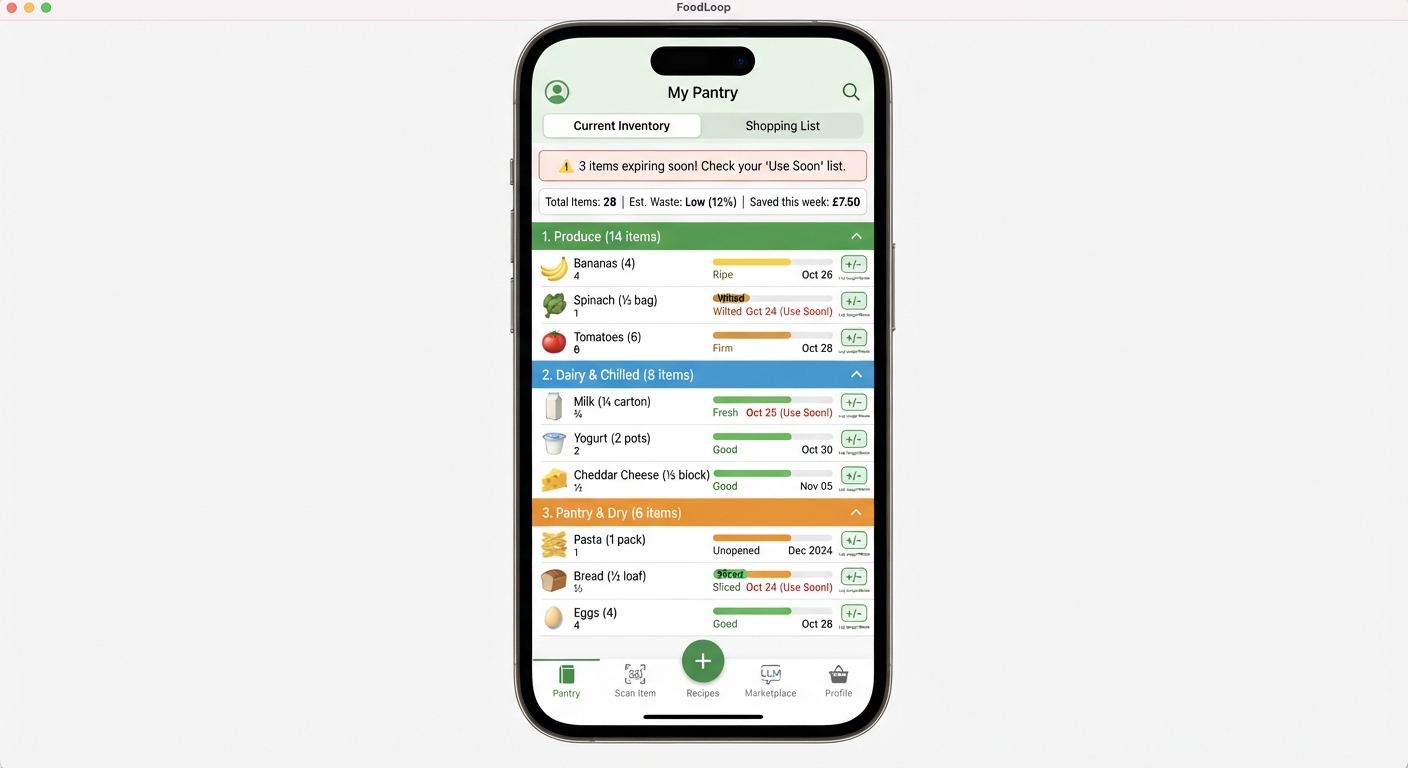 FoodLoop
My Pantry
Current Inventory
Shopping List
⚠️ 3 items expiring soon! Check your 'Use Soon' list.
Total Items: 28 | Est. Waste: Low (12%) | Saved this week: £7.50
1. Produce (14 items)
Bananas (4)
4
Ripe Oct 26
+/-
Spinach (⅓ bag)
1
Wilted Gct 24 (Use Soon!)
+/-
Tomatoes (6)
Firm Oct 28
+/-
2. Dairy & Chilled (8 items)
Milk (¼ carton)
¾
Fresh Oct 25 (Use Soon!)
+/-
Yogurt (2 pots)
2
Good Oct 30
+/-
Cheddar Cheese (⅓ block)
½
Good Nov 05
+/-
3. Pantry & Dry (6 items)
Pasta (1 pack)
1
Unopened Dec 2024
+/-
Bread (½ loaf)
Sliced Oct 24 (Use Soon!)
+/-
Eggs (4)
4
Goed Oct 28
+/-
+
Pantry
Scan Item
Recipes
LLM
Marketplace
Profile